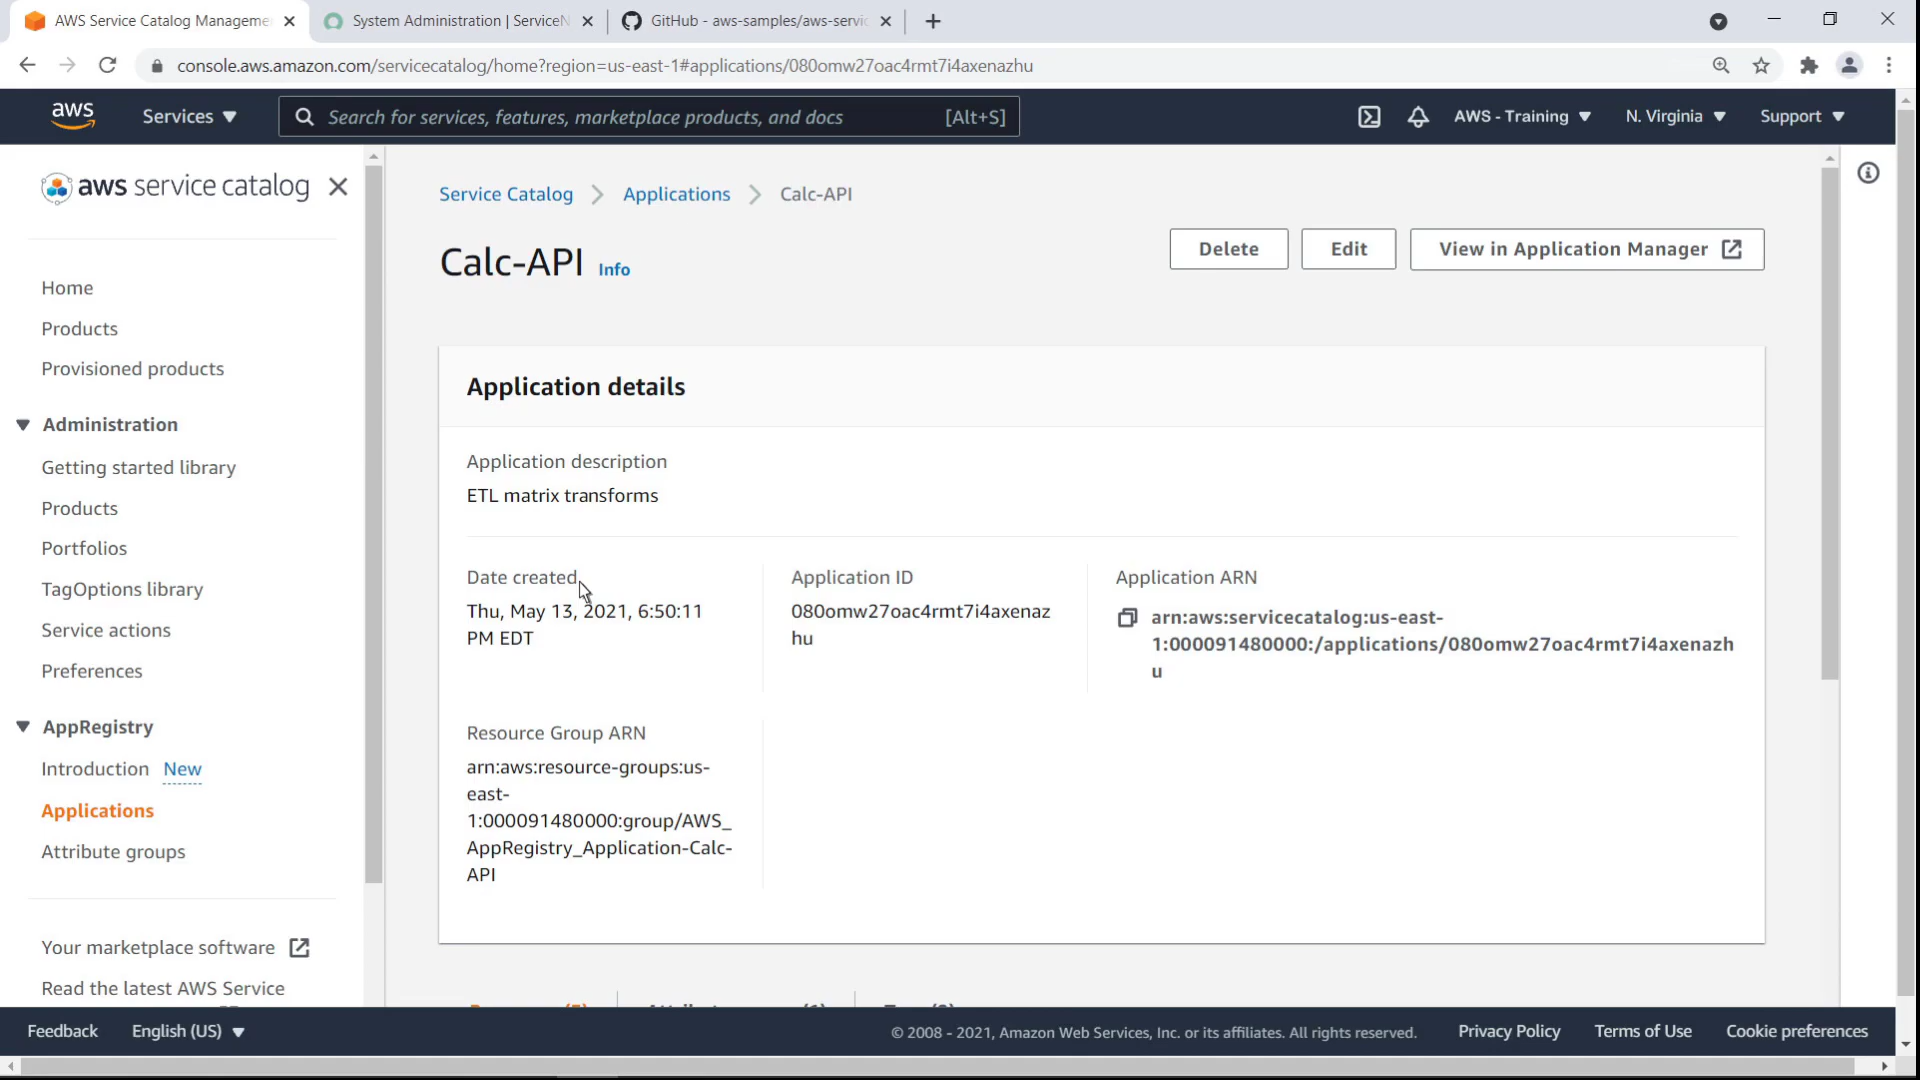 AWS Service Catalog Manageme
System Administration | ServiceN
GitHub - aws-samples/aws-servic
console.aws.amazon.com/servicecatalog/home?region=us-east-1#applications/080omw27oac4rmt7i4axenazhu
aws
Services
Search for services, features, marketplace products, and docs
[Alt+S]
AWS - Training
N. Virginia
Support
aws service catalog
Home
Products
Provisioned products
Administration
Getting started library
Products
Portfolios
TagOptions library
Service actions
Preferences
AppRegistry
Introduction New
Applications
Attribute groups
Your marketplace software
Read the latest AWS Service
Service Catalog
Applications
Calc-API
Calc-API Info
Delete
Edit
View in Application Manager
Application details
Application description
ETL matrix transforms
Date created
Thu, May 13, 2021, 6:50:11
PM EDT
Application ID
080omw27oac4rmt7i4axenaz
hu
Application ARN
arn:aws:servicecatalog:us-east-
1:000091480000:/applications/080omw27oac4rmt7i4axenazh
u
Resource Group ARN
arn:aws:resource-groups:us-
east-
1:000091480000:group/AWS_
AppRegistry_Application-Calc-
API
Feedback
English (US)
© 2008 - 2021, Amazon Web Services, Inc. or its affiliates. All rights reserved.
Privacy Policy
Terms of Use
Cookie preferences